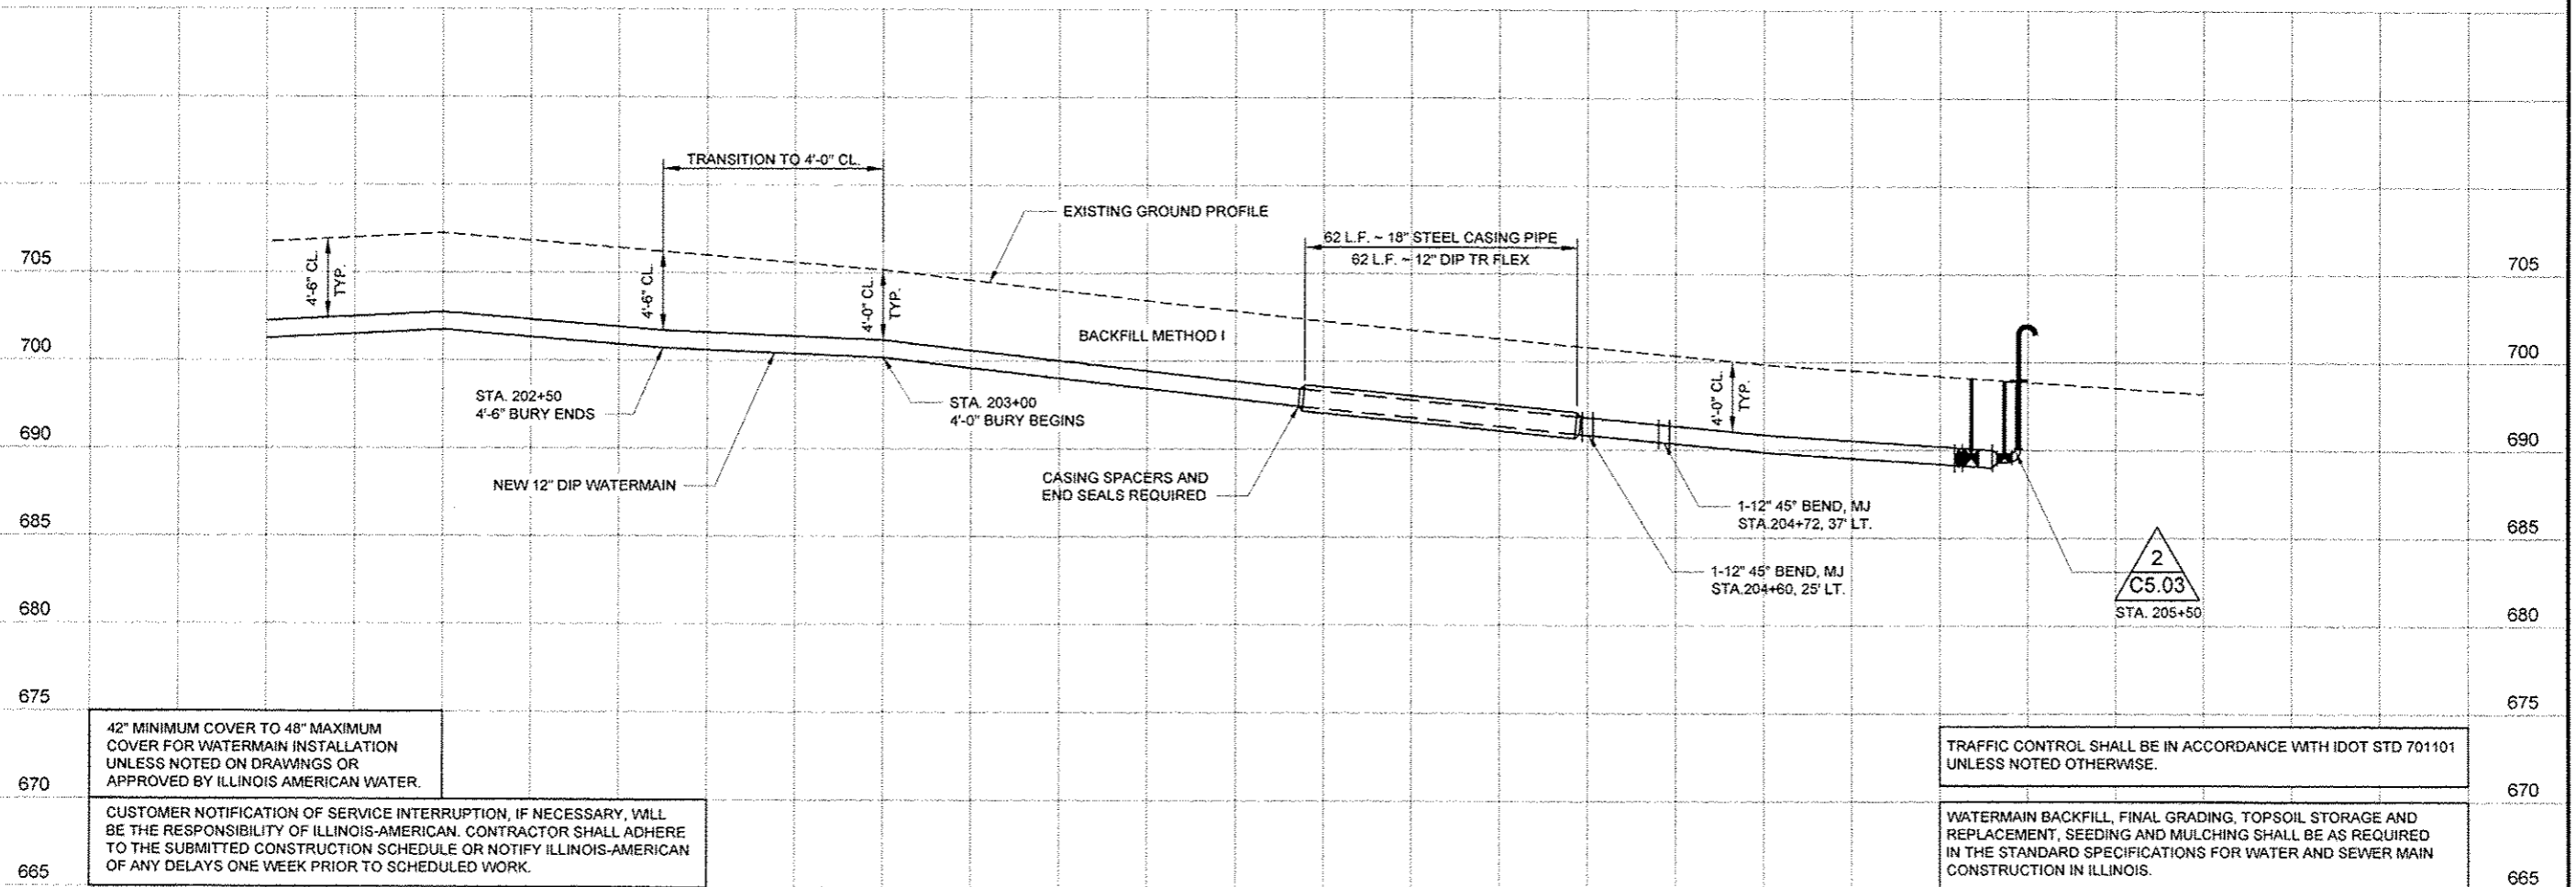 TRANSITION TO 4'-0" CL.
EXISTING GROUND PROFILE
62 L.F. ~ 18" STEEL CASING PIPE
62 L.F. ~ 12" DIP TR FLEX
4'-6" CL.
TYP.
4'-6" CL.
4'-0" CL.
TYP.
BACKFILL METHOD I
4'-0" CL.
TYP.
STA. 202+50
4'-6" BURY ENDS
STA. 203+00
4'-0" BURY BEGINS
NEW 12" DIP WATERMAIN
CASING SPACERS AND
END SEALS REQUIRED
1-12" 45° BEND, MJ
STA.204+72, 37' LT.
1-12" 45° BEND, MJ
STA.204+60, 25' LT.
2
C5.03
STA. 205+50
705
700
690
685
680
675
670
665
705
700
690
685
680
675
670
665
42" MINIMUM COVER TO 48" MAXIMUM
COVER FOR WATERMAIN INSTALLATION
UNLESS NOTED ON DRAWINGS OR
APPROVED BY ILLINOIS AMERICAN WATER.
CUSTOMER NOTIFICATION OF SERVICE INTERRUPTION, IF NECESSARY, WILL
BE THE RESPONSIBILITY OF ILLINOIS-AMERICAN. CONTRACTOR SHALL ADHERE
TO THE SUBMITTED CONSTRUCTION SCHEDULE OR NOTIFY ILLINOIS-AMERICAN
OF ANY DELAYS ONE WEEK PRIOR TO SCHEDULED WORK.
TRAFFIC CONTROL SHALL BE IN ACCORDANCE WITH IDOT STD 701101
UNLESS NOTED OTHERWISE.
WATERMAIN BACKFILL, FINAL GRADING, TOPSOIL STORAGE AND
REPLACEMENT, SEEDING AND MULCHING SHALL BE AS REQUIRED
IN THE STANDARD SPECIFICATIONS FOR WATER AND SEWER MAIN
CONSTRUCTION IN ILLINOIS.